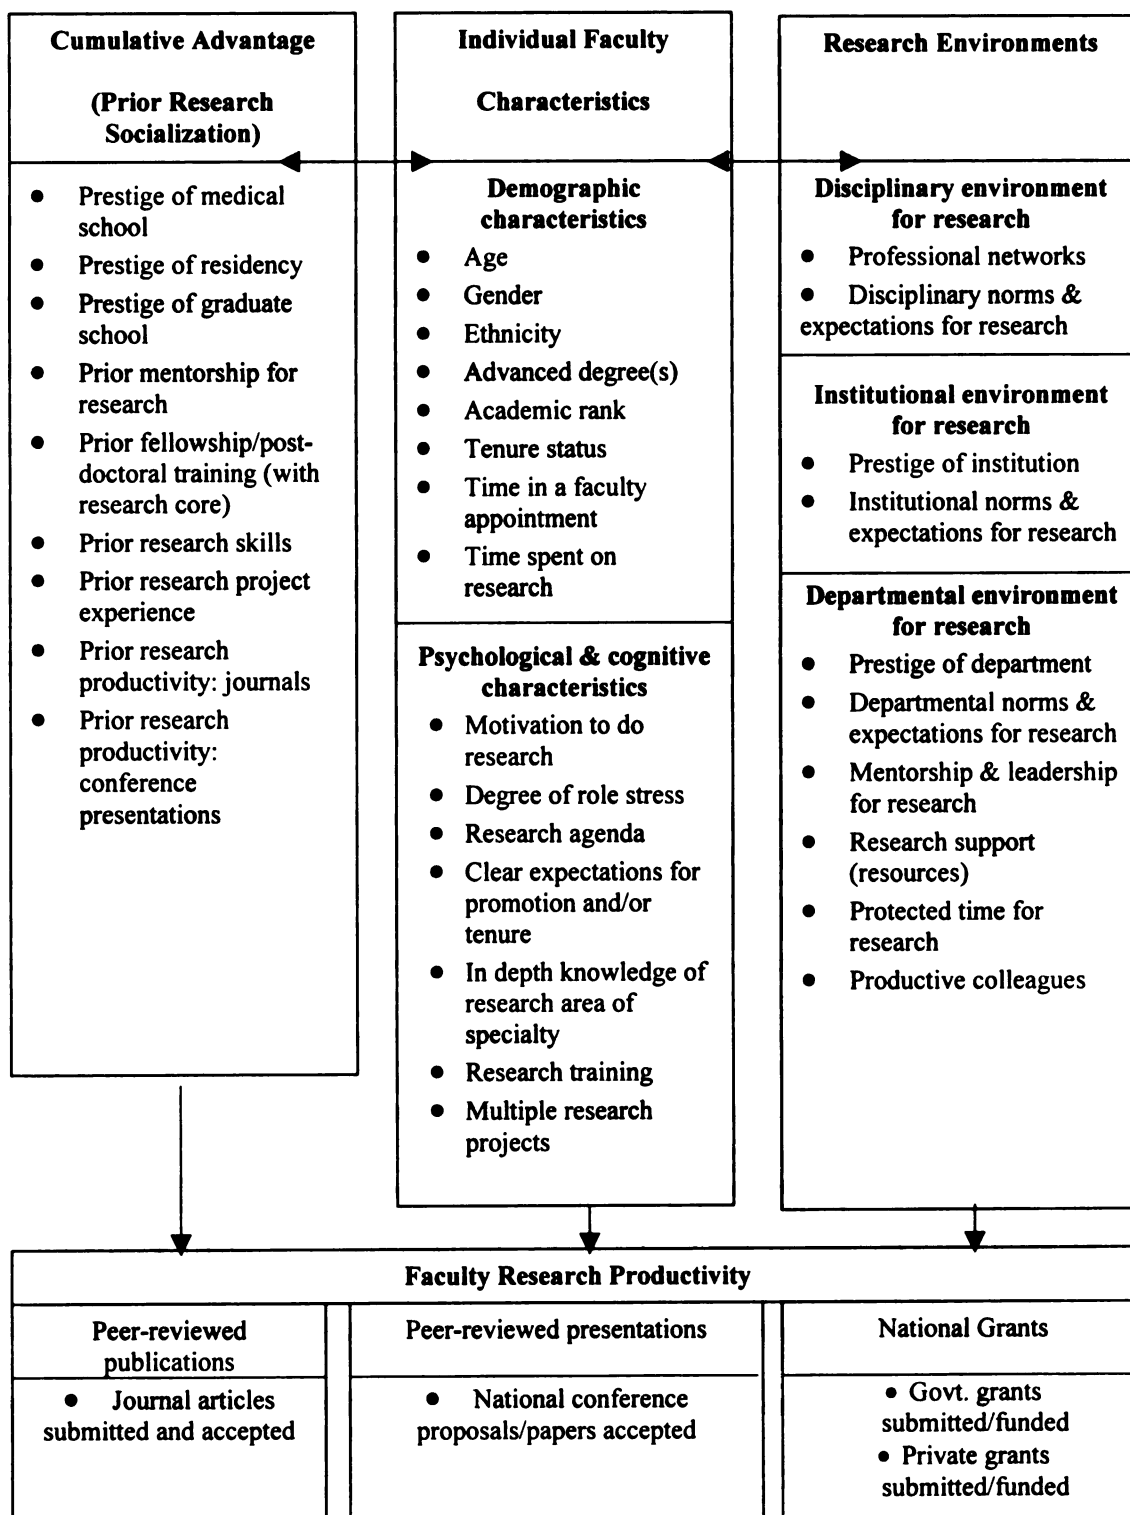 Cumulative Advantage
(Prior Research
Socialization)
● Prestige of medical
school
● Prestige of residency
● Prestige of graduate
school
● Prior mentorship for
research
● Prior fellowship/post-
doctoral training (with
research core)
● Prior research skills
● Prior research project
experience
● Prior research
productivity: journals
● Prior research
productivity:
conference
presentations
Individual Faculty
Characteristics
Demographic
characteristics
● Age
● Gender
● Ethnicity
● Advanced degree(s)
● Academic rank
● Tenure status
● Time in a faculty
appointment
● Time spent on
research
Psychological & cognitive
characteristics
● Motivation to do
research
● Degree of role stress
● Research agenda
● Clear expectations for
promotion and/or
tenure
● In depth knowledge of
research area of
specialty
● Research training
● Multiple research
projects
Research Environments
Disciplinary environment
for research
● Professional networks
● Disciplinary norms &
expectations for research
Institutional environment
for research
● Prestige of institution
● Institutional norms &
expectations for research
Departmental environment
for research
● Prestige of department
● Departmental norms &
expectations for research
● Mentorship & leadership
for research
● Research support
(resources)
● Protected time for
research
● Productive colleagues
Faculty Research Productivity
Peer-reviewed
publications
● Journal articles
submitted and accepted
Peer-reviewed presentations
● National conference
proposals/papers accepted
National Grants
● Govt. grants
submitted/funded
● Private grants
submitted/funded